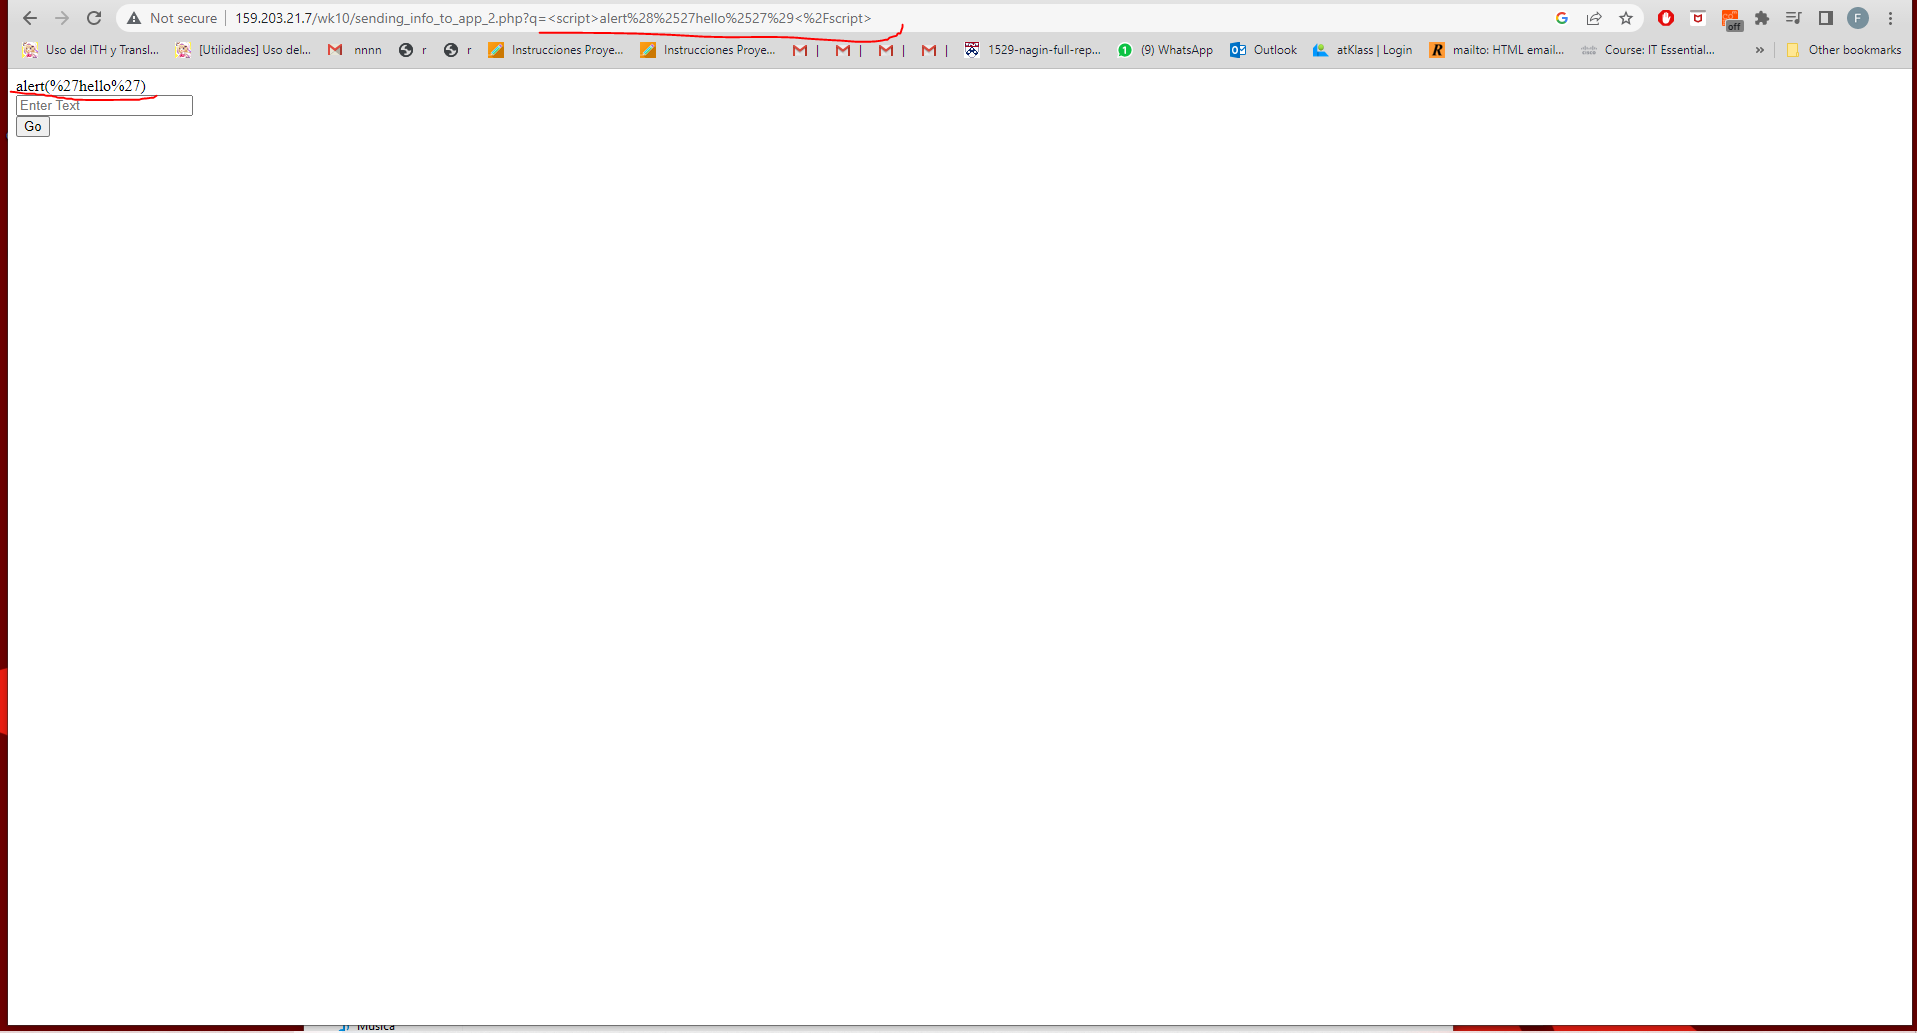 Not secure | 159.203.21.7/wk10/sending_info_to_app_2.php?q=<script>alert%28%2527hello%2527%29<%2Fscript>
off
F
Uso del ITH y Transl... [Utilidades] Uso del... nnnn r r Instrucciones Proye... Instrucciones Proye... | | | | 1529-nagin-full-rep... (9) WhatsApp Outlook atKlass | Login mailto: HTML email... Course: IT Essential... » Other bookmarks
alert(%27hello%27)
Enter Text
Go
Música